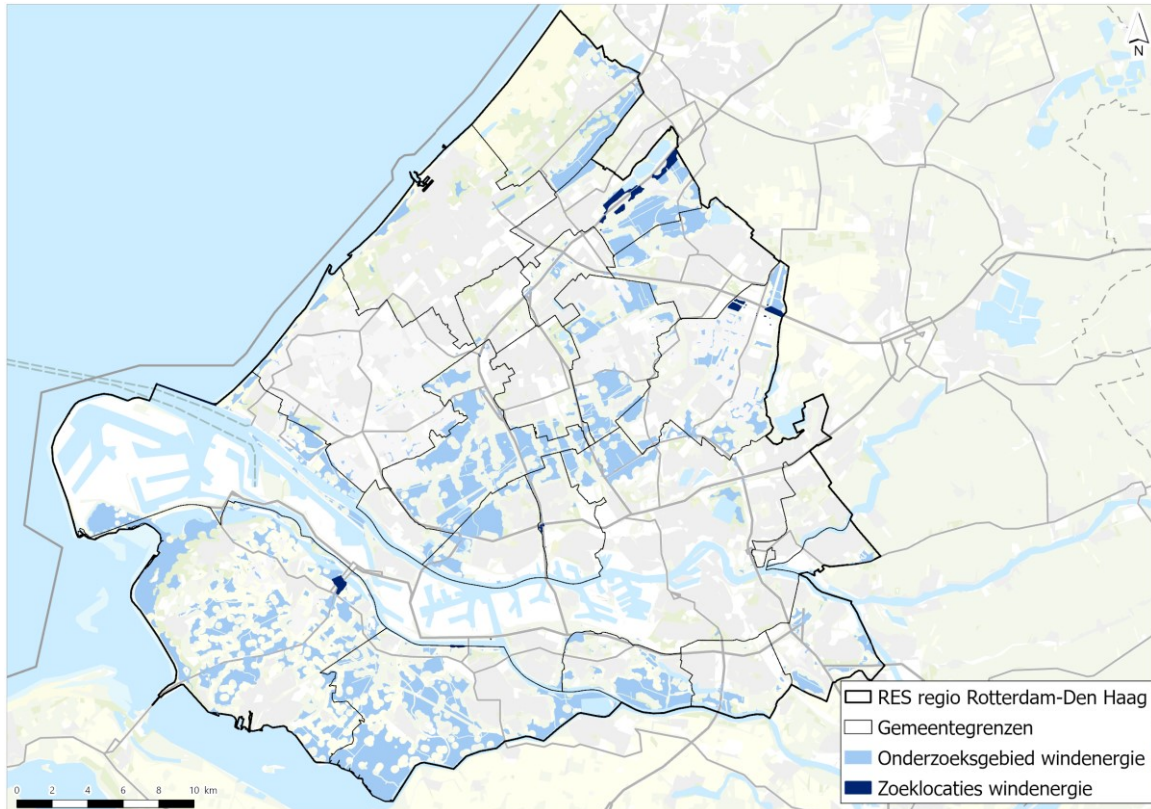 N
RES regio Rotterdam-Den Haag
Gemeentegrenzen
Onderzoeksgebied windenergie
Zoeklocaties windenergie
0 2 4 6 8 10 km